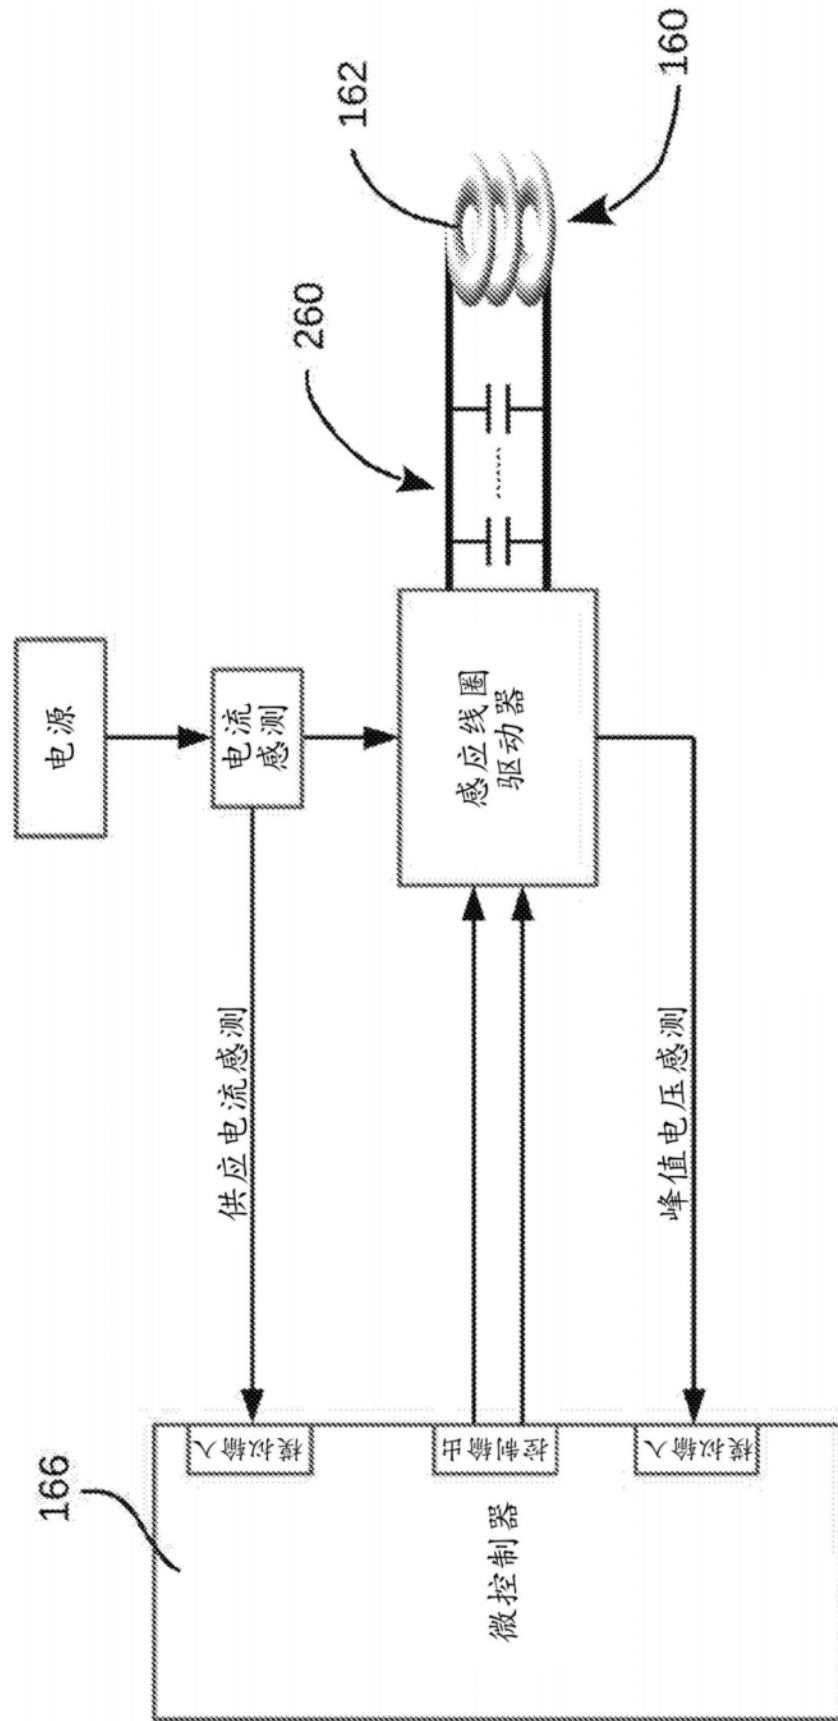 166
微控制器
模拟输入
控制输出
模拟输入
供应电流感测
峰值电压感测
电源
电流
感测
感应线圈
驱动器
260
162
160